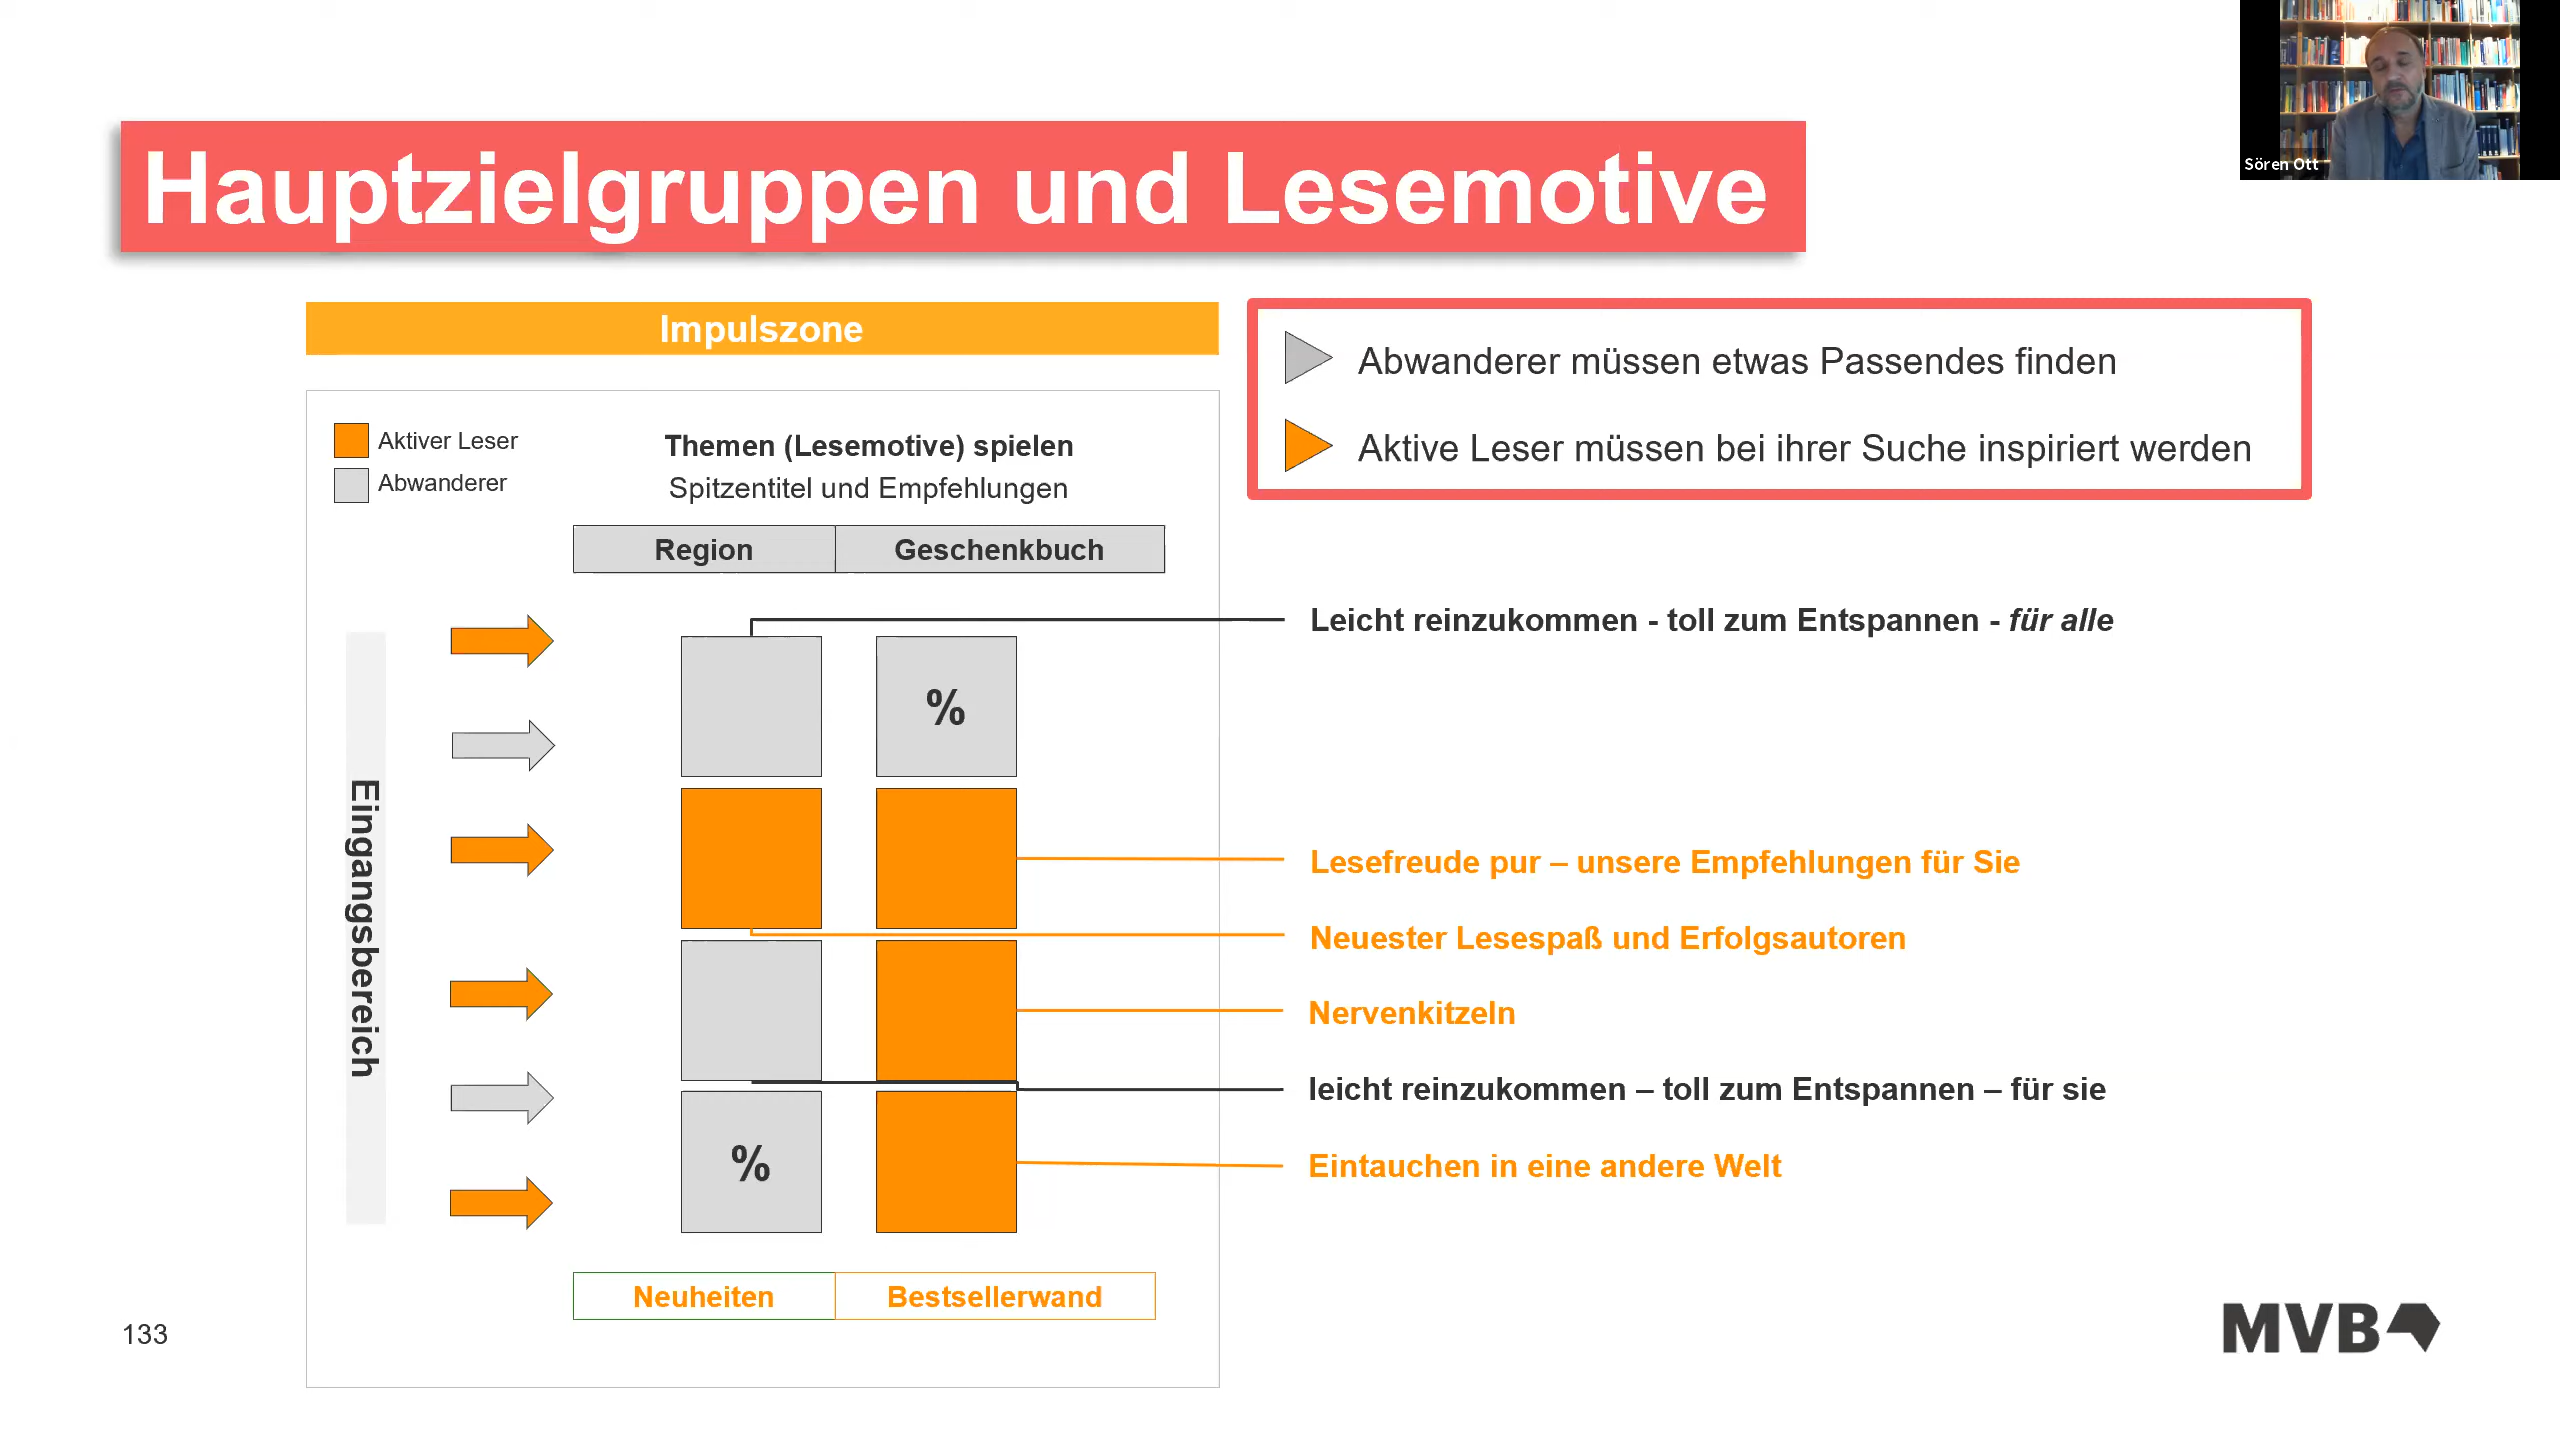 Sören Ott
Hauptzielgruppen und Lesemotive
Impulszone
Abwanderer müssen etwas Passendes finden
Aktive Leser müssen bei ihrer Suche inspiriert werden
Aktiver Leser
Abwanderer
Themen (Lesemotive) spielen
Spitzentitel und Empfehlungen
Region
Geschenkbuch
Leicht reinzukommen - toll zum Entspannen - für alle
%
Eingangsbereich
Lesefreude pur – unsere Empfehlungen für Sie
Neuester Lesespaß und Erfolgsautoren
Nervenkitzeln
leicht reinzukommen – toll zum Entspannen – für sie
%
Eintauchen in eine andere Welt
Neuheiten
Bestsellerwand
133
MVB